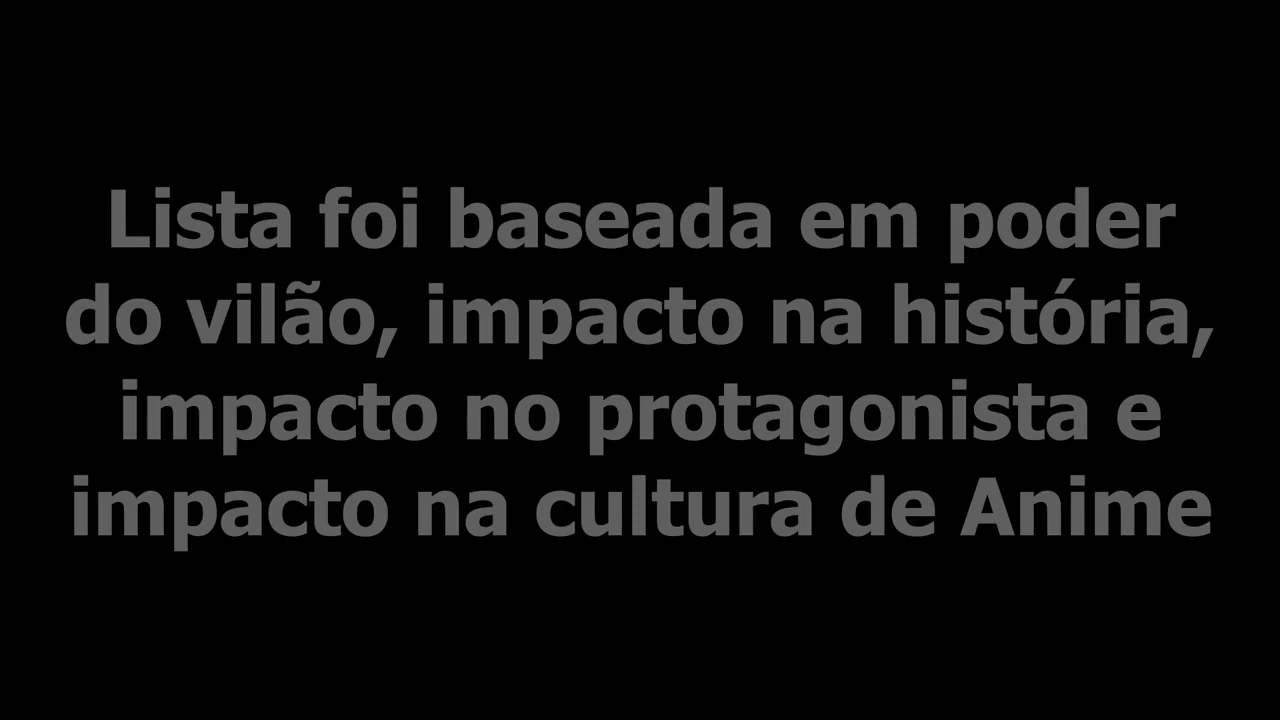 Lista foi baseada em poder
do vilão, impacto na história,
impacto no protagonista e
impacto na cultura de Anime